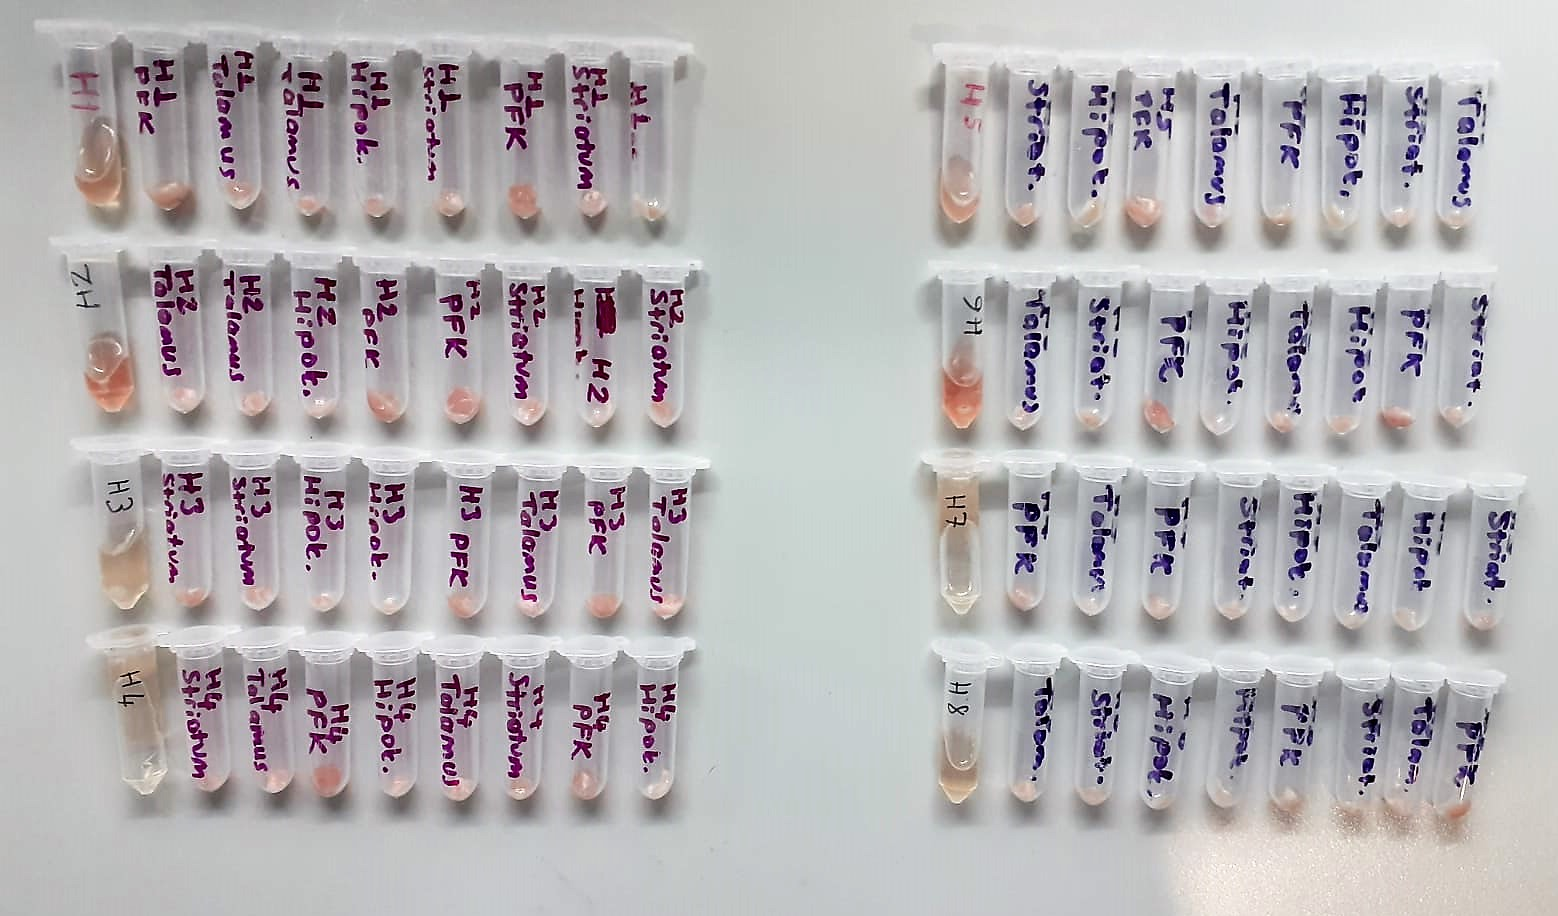 H1
H1
PFK
H1
Talamus
H1
Talamus
H1
Hipok.
H1
Striatum
H1
PFK
H1
Striatum
H1
H2
H2
Talamus
H2
Talamus
H2
Hipok.
H2
PFK
H2
PFK
H2
Striatum
H2
H2
Striatum
H3
H3
Striatum
H3
Striatum
H3
Hipok.
H3
Hipok.
H3 PFK
H3
Talamus
H3
PFK
H3
Talamus
H4
H4
Striatum
H4
Talamus
H4
PFK
H4
Hipok.
H4
Talamus
H4
Striatum
H4
PFK
H4
Hipok.
H5
Striat.
Hipok.
H5
PFK
Talamus
PFK
Hipok.
Striat.
Talamus
H6
Talamus
Striat.
PFK
Hipok.
Talamus
Hipok
PFK
Striat.
H7
PFK
Talamus
PFK
Striat.
Hipok.
Talamus
Hipok
Striat.
H8
Talam.
Striat.
Hipok.
Hipok.
PFK
Striat.
Talam.
PFK